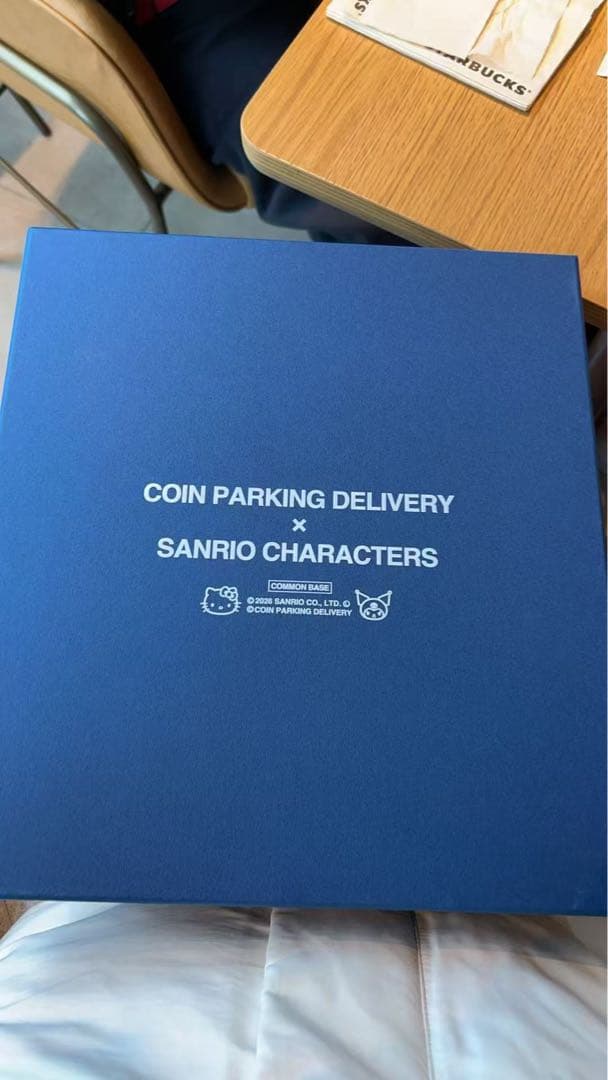 STARBUCKS
COIN PARKING DELIVERY
×
SANRIO CHARACTERS
COMMON BASE
© 2026 SANRIO CO., LTD. Ⓛ
©COIN PARKING DELIVERY